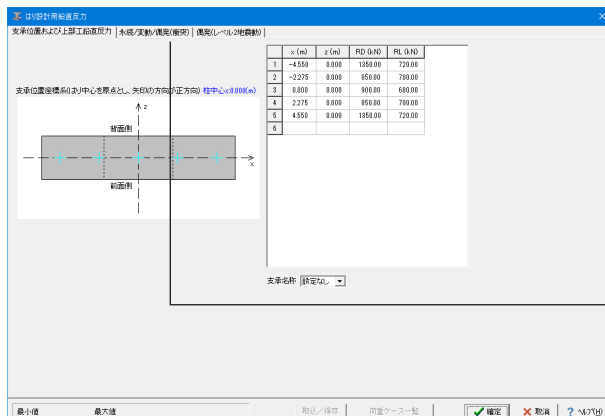 はり設計用鉛直反力
支承位置および上部工鉛直反力 永続/変動/偶発(衝突) 偶発(レベル2地震動)
x (m) z (m) RD (kN) RL (kN)
1 -4.550 0.000 1350.00 720.00
2 -2.275 0.000 850.00 700.00
3 0.000 0.000 900.00 680.00
4 2.275 0.000 850.00 700.00
5 4.550 0.000 1350.00 720.00
6
支承位置座標系(はり中心を原点とし、矢印の方向が正方向) 柱中心x:0.000(m)
z
背面側
x
前面側
支承名称 設定なし
最小値 最大値 取込/保存 荷重ケース一覧 確定 取消 ? ヘルプ(H)